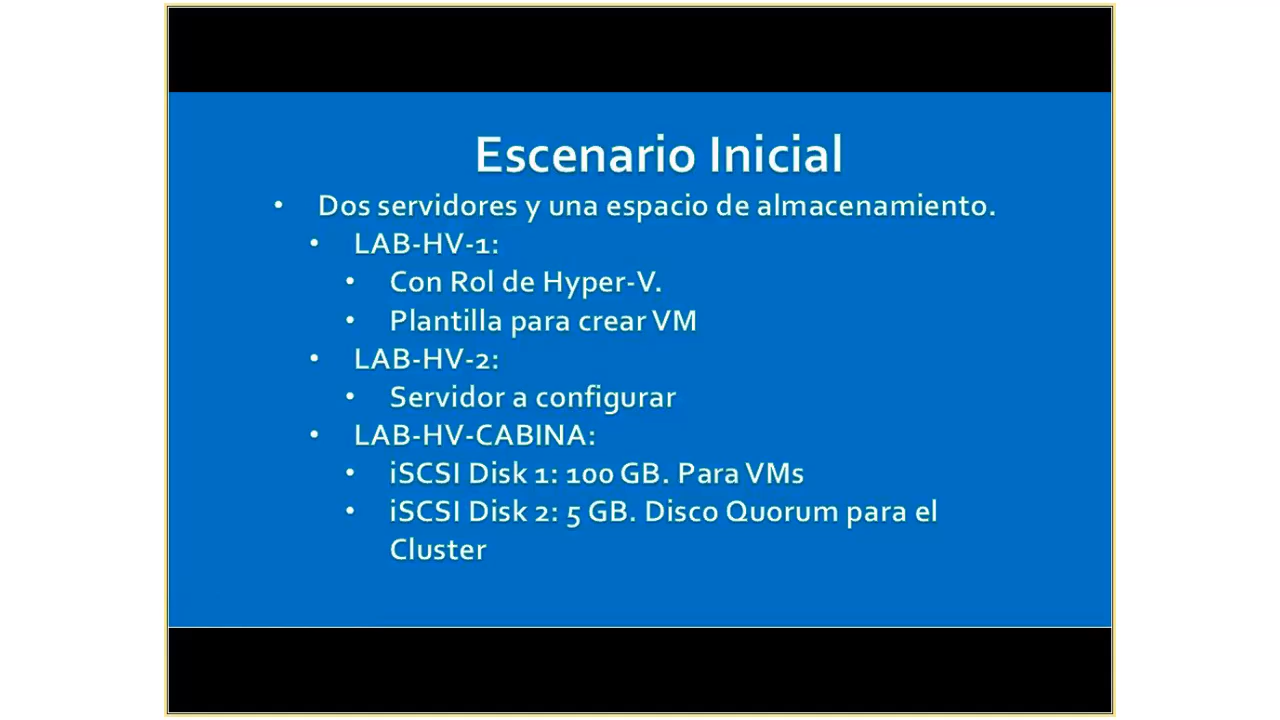 Escenario Inicial
• Dos servidores y una espacio de almacenamiento.
• LAB-HV-1:
• Con Rol de Hyper-V.
• Plantilla para crear VM
• LAB-HV-2:
• Servidor a configurar
• LAB-HV-CABINA:
• iSCSI Disk 1: 100 GB. Para VMs
• iSCSI Disk 2: 5 GB. Disco Quorum para el
Cluster